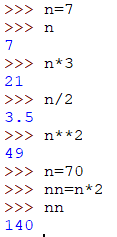 >>> n=7
>>> n
7
>>> n*3
21
>>> n/2
3.5
>>> n**2
49
>>> n=70
>>> nn=n*2
>>> nn
140